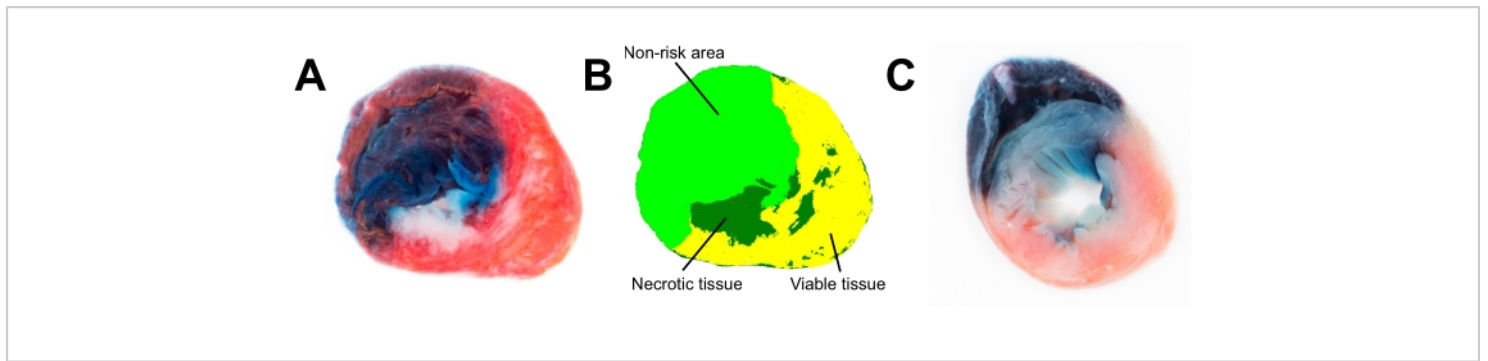 A
B
C
Non-risk area
Necrotic tissue
Viable tissue